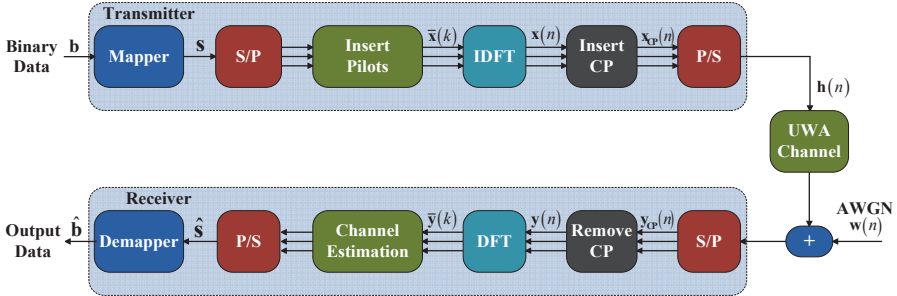 Transmitter
Binary
Data
b
Mapper
s
S/P
Insert
Pilots
x̄(k)
IDFT
x(n)
Insert
CP
x_CP(n)
P/S
h(n)
UWA
Channel
AWGN
w(n)
+
Receiver
Output
Data
b̂
Demapper
ŝ
P/S
Channel
Estimation
ȳ(k)
DFT
y(n)
Remove
CP
y_CP(n)
S/P